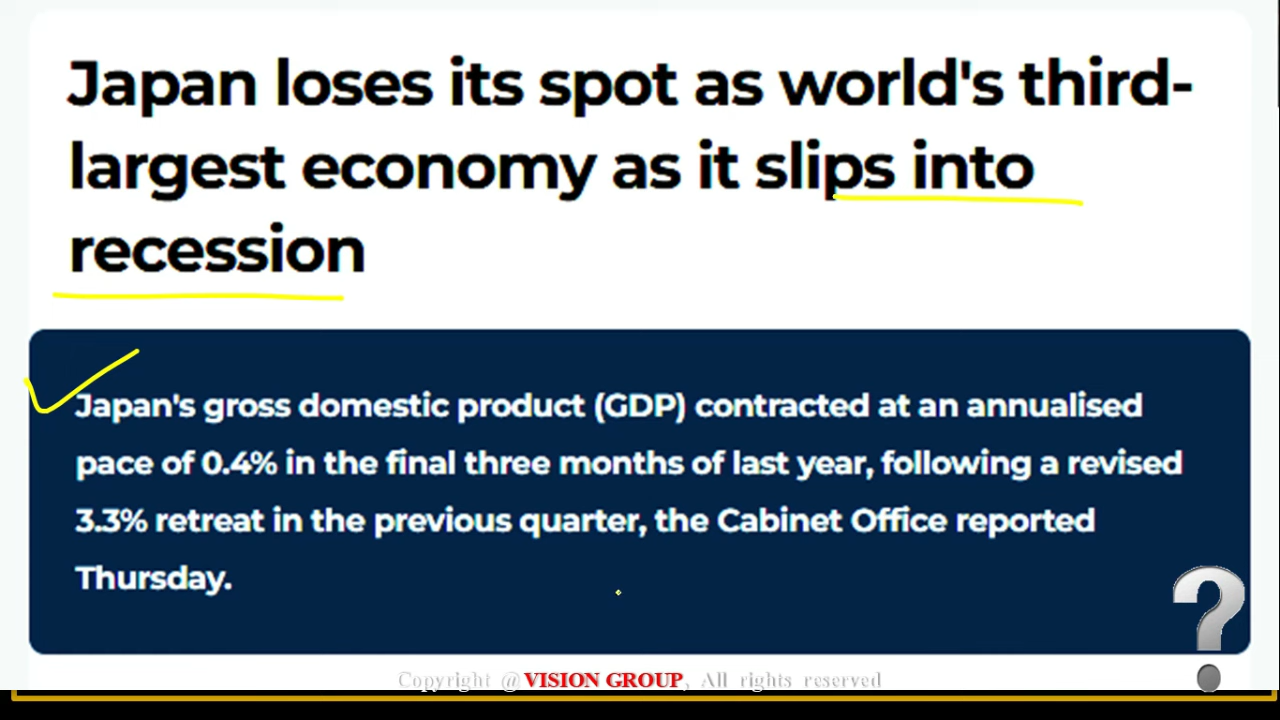 Japan loses its spot as world's third-
largest economy as it slips into
recession
Japan's gross domestic product (GDP) contracted at an annualised
pace of 0.4% in the final three months of last year, following a revised
3.3% retreat in the previous quarter, the Cabinet Office reported
Thursday.
?
Copyright @ VISION GROUP, All rights reserved